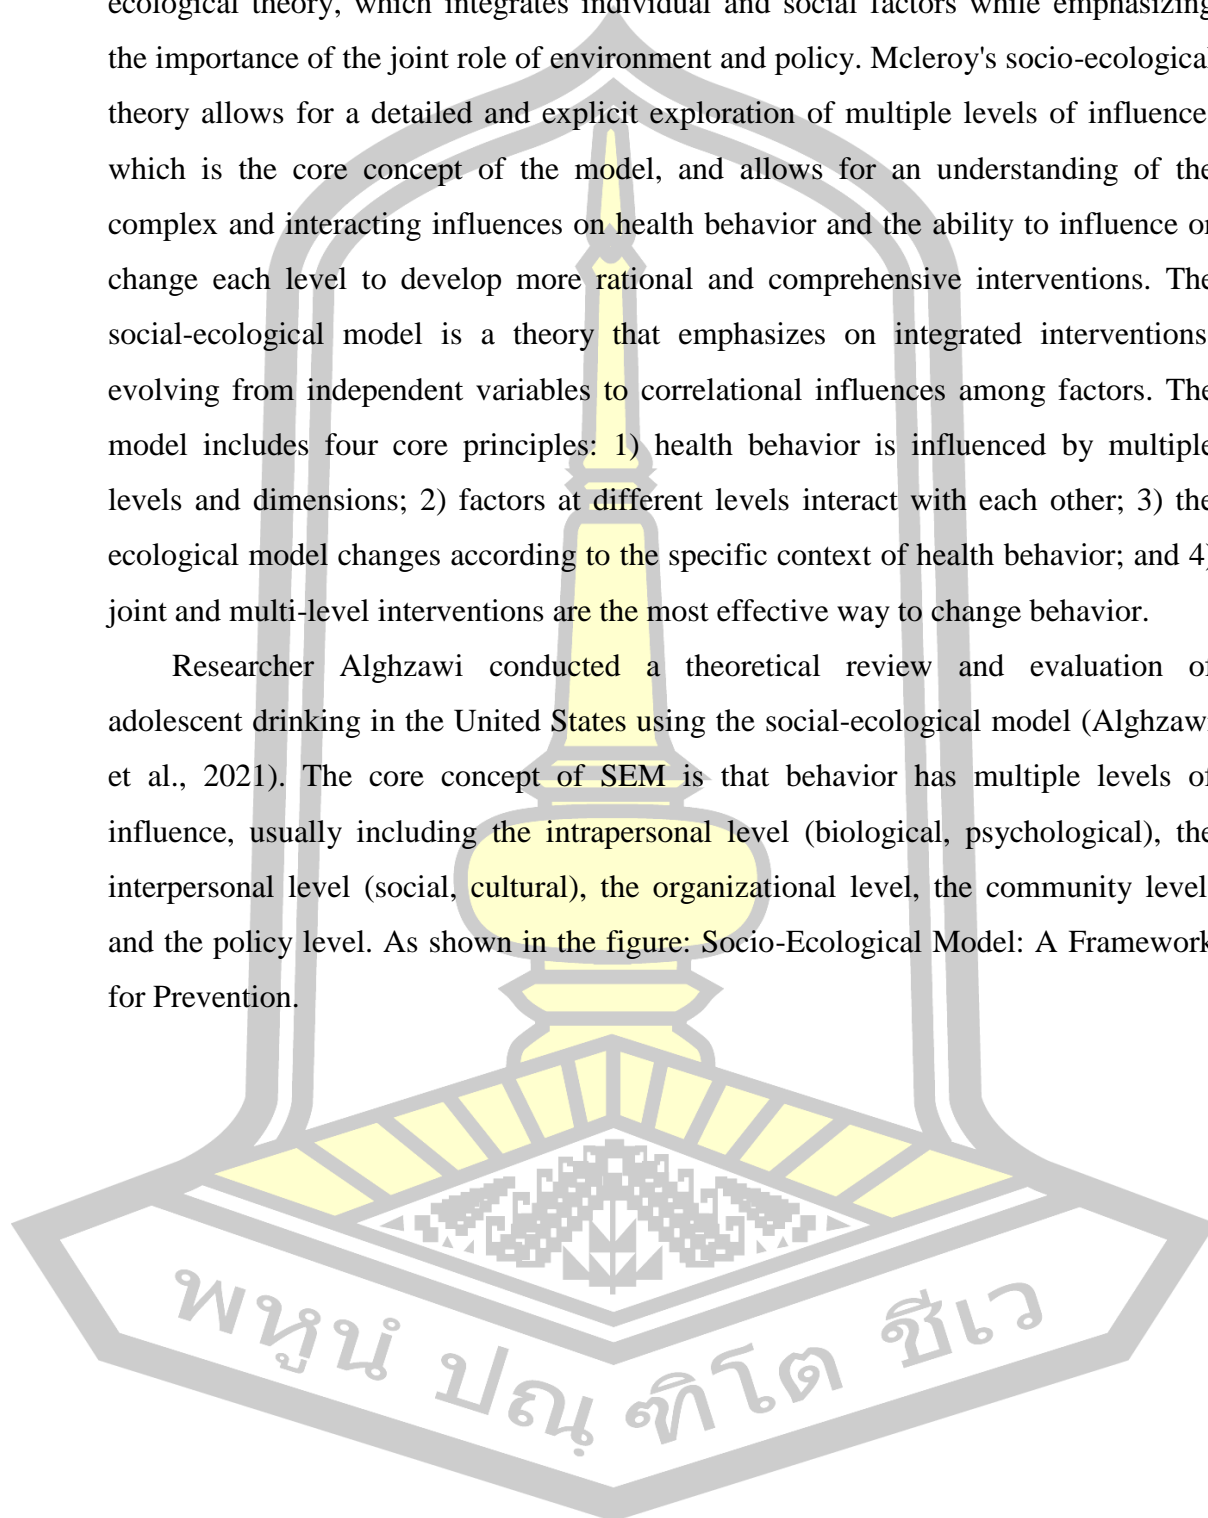 ecological theory, which integrates individual and social factors while emphasizing
the importance of the joint role of environment and policy. Mcleroy's socio-ecological
theory allows for a detailed and explicit exploration of multiple levels of influence
which is the core concept of the model, and allows for an understanding of the
complex and interacting influences on health behavior and the ability to influence or
change each level to develop more rational and comprehensive interventions. The
social-ecological model is a theory that emphasizes on integrated interventions
evolving from independent variables to correlational influences among factors. The
model includes four core principles: 1) health behavior is influenced by multiple
levels and dimensions; 2) factors at different levels interact with each other; 3) the
ecological model changes according to the specific context of health behavior; and 4)
joint and multi-level interventions are the most effective way to change behavior.
Researcher Alghzawi conducted a theoretical review and evaluation of
adolescent drinking in the United States using the social-ecological model (Alghzawi
et al., 2021). The core concept of SEM is that behavior has multiple levels of
influence, usually including the intrapersonal level (biological, psychological), the
interpersonal level (social, cultural), the organizational level, the community level
and the policy level. As shown in the figure: Socio-Ecological Model: A Framework
for Prevention.
พหูนํ ปณฺฑิโต ชีเว